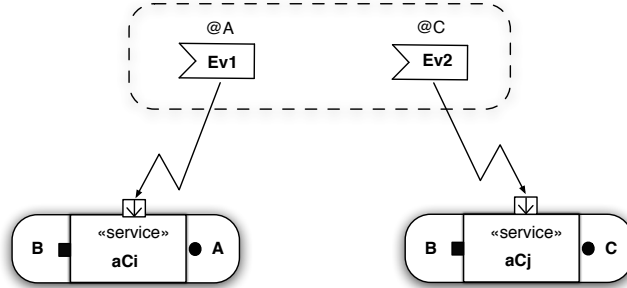 @A @C
Ev1 Ev2
«service» «service»
B aCi A B aCj C